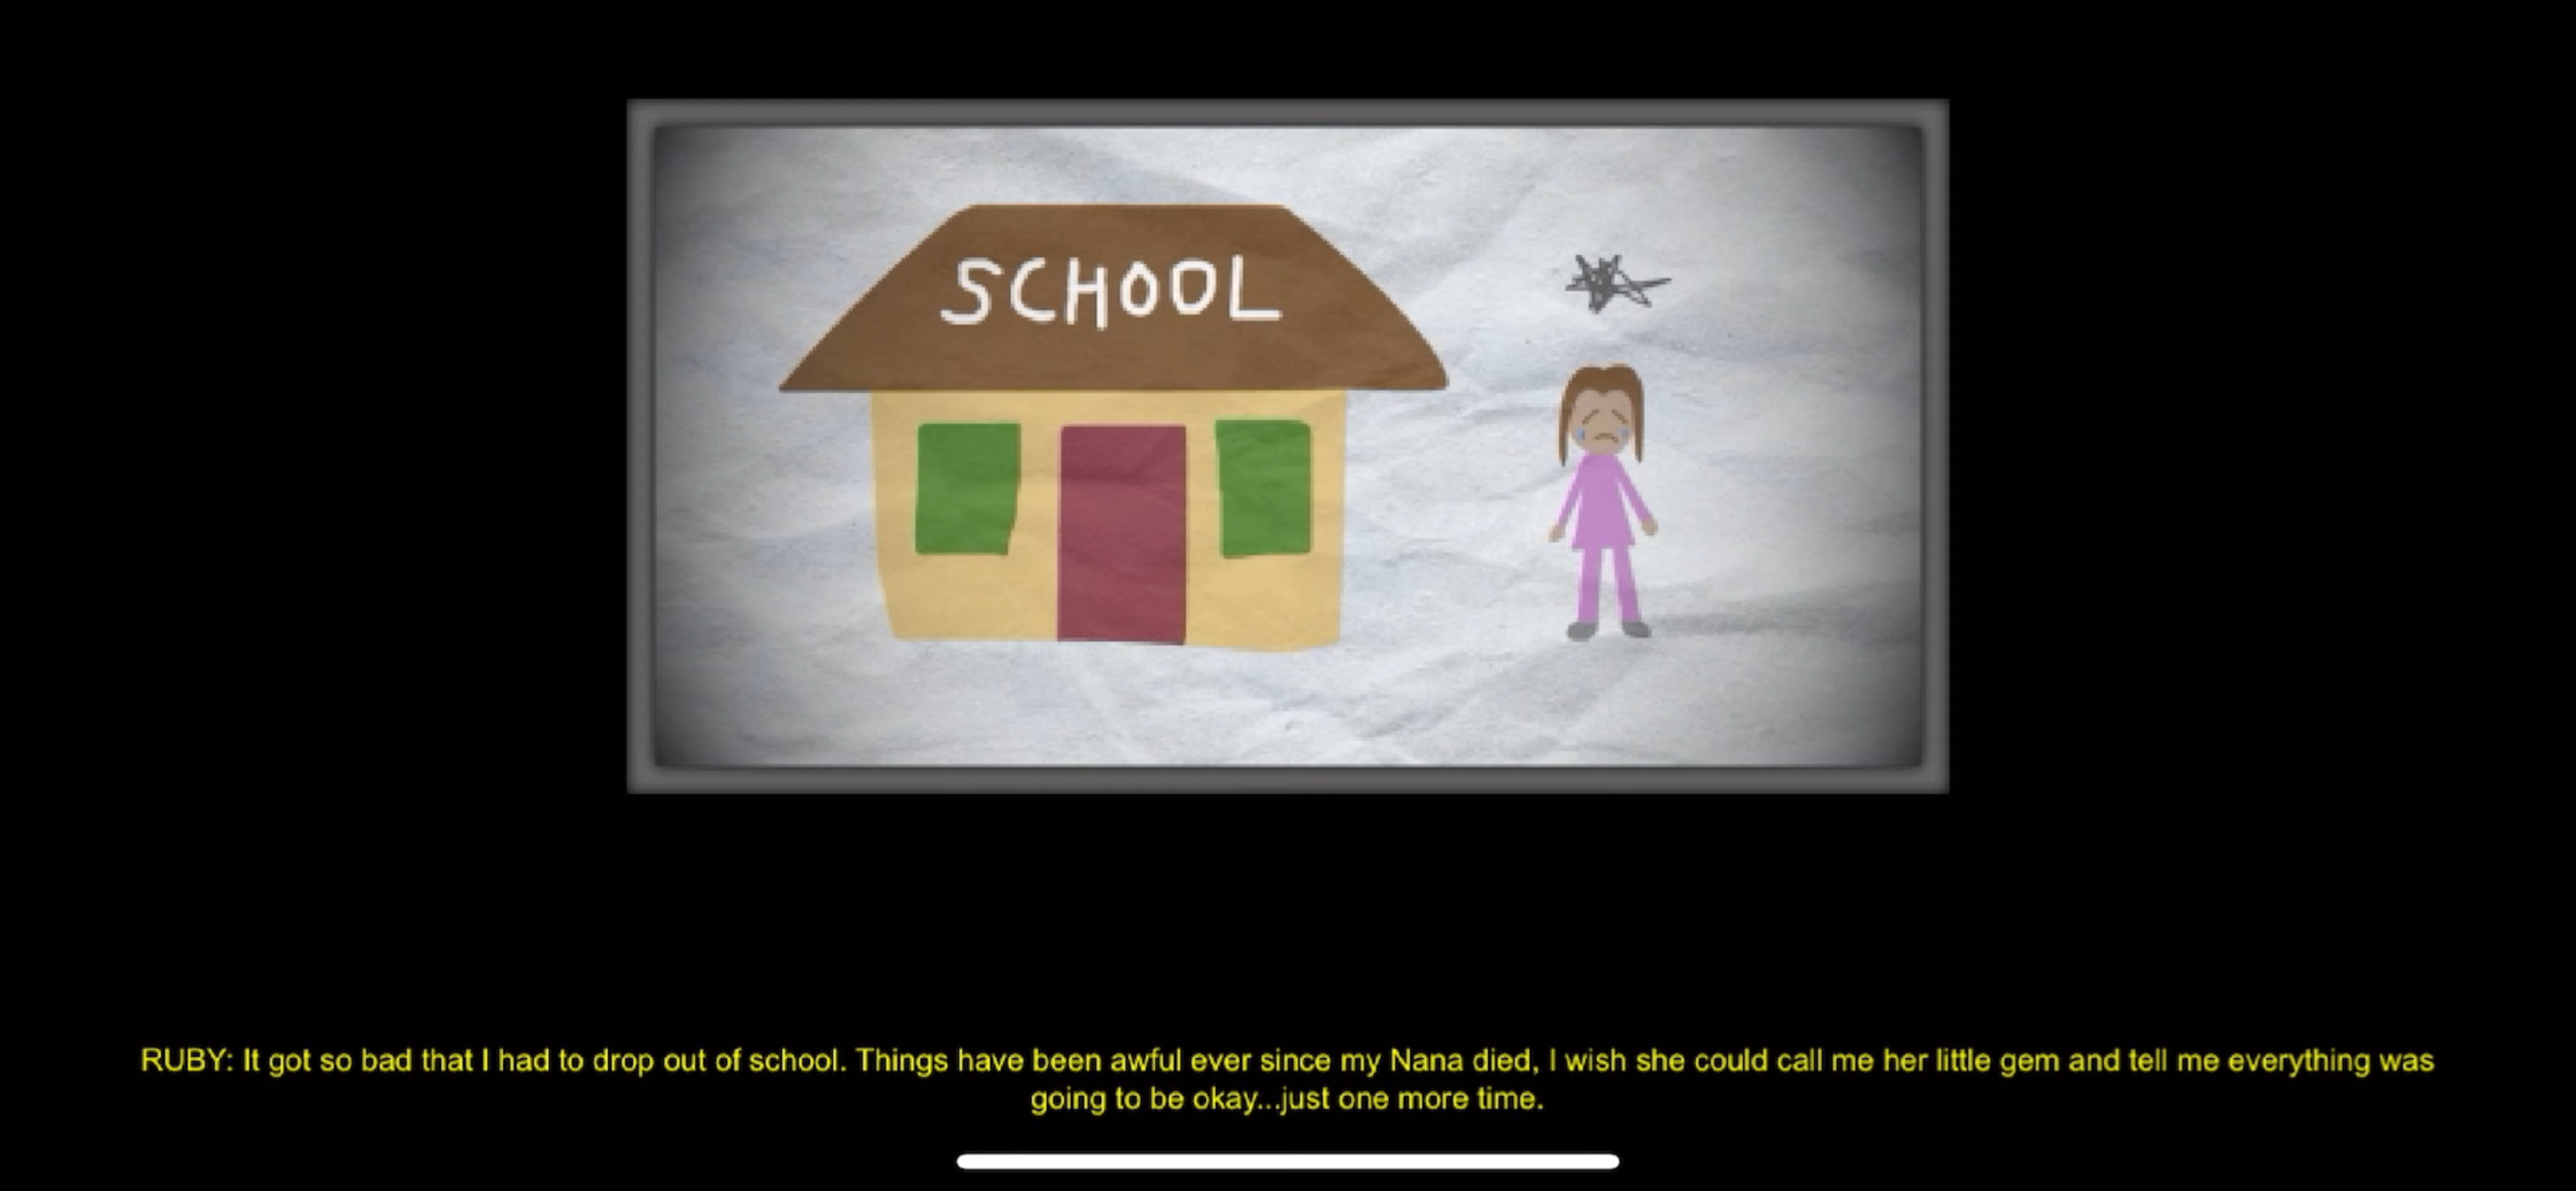 SCHOOL
RUBY: It got so bad that I had to drop out of school. Things have been awful ever since my Nana died, I wish she could call me her little gem and tell me everything was
going to be okay...just one more time.